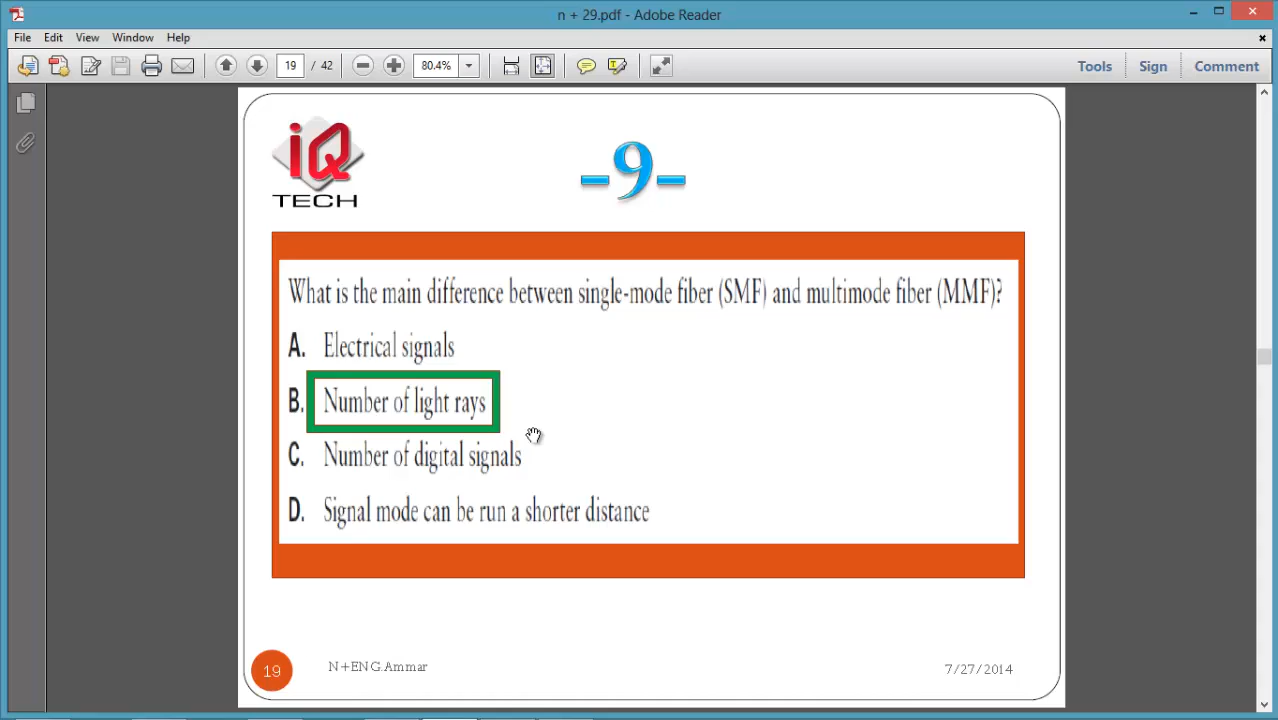 n + 29.pdf - Adobe Reader
File Edit View Window Help
19 / 42 80.4% Tools Sign Comment
iQ
TECH
-9-
What is the main difference between single-mode fiber (SMF) and multimode fiber (MMF)?
A. Electrical signals
B. Number of light rays
C. Number of digital signals
D. Signal mode can be run a shorter distance
19 N+ENG.Ammar 7/27/2014